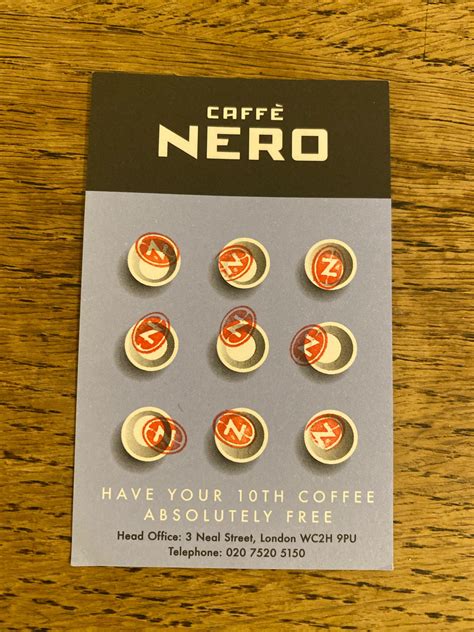 CAFFÈ
NERO
N N N
N N N
N N N
HAVE YOUR 10TH COFFEE
ABSOLUTELY FREE
Head Office: 3 Neal Street, London WC2H 9PU
Telephone: 020 7520 5150